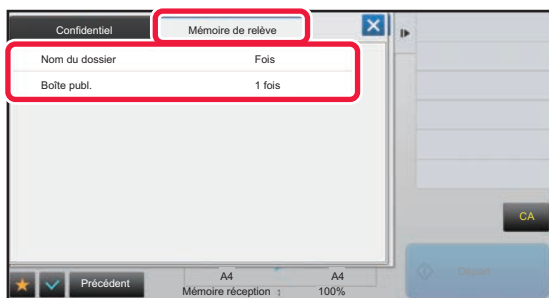 Confidentiel
Mémoire de relève
Nom du dossier Fois
Boîte publ. 1 fois
CA
Départ
Précédent
A4 A4
Mémoire réception : 100%